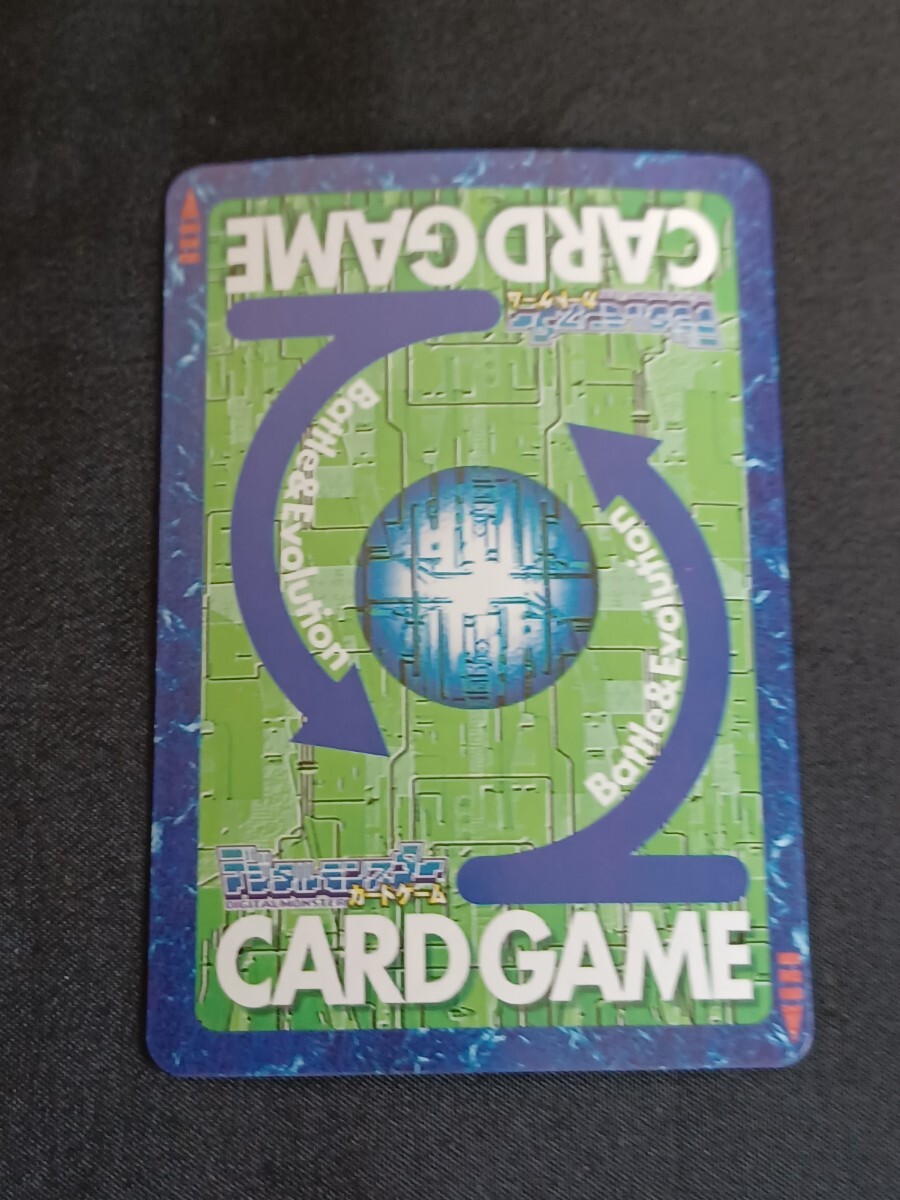 CARD GAME
デジタルモンスター
カードゲーム
Battle&Evolution
Battle&Evolution
デジタルモンスター
DIGITAL MONSTER カードゲーム
CARD GAME